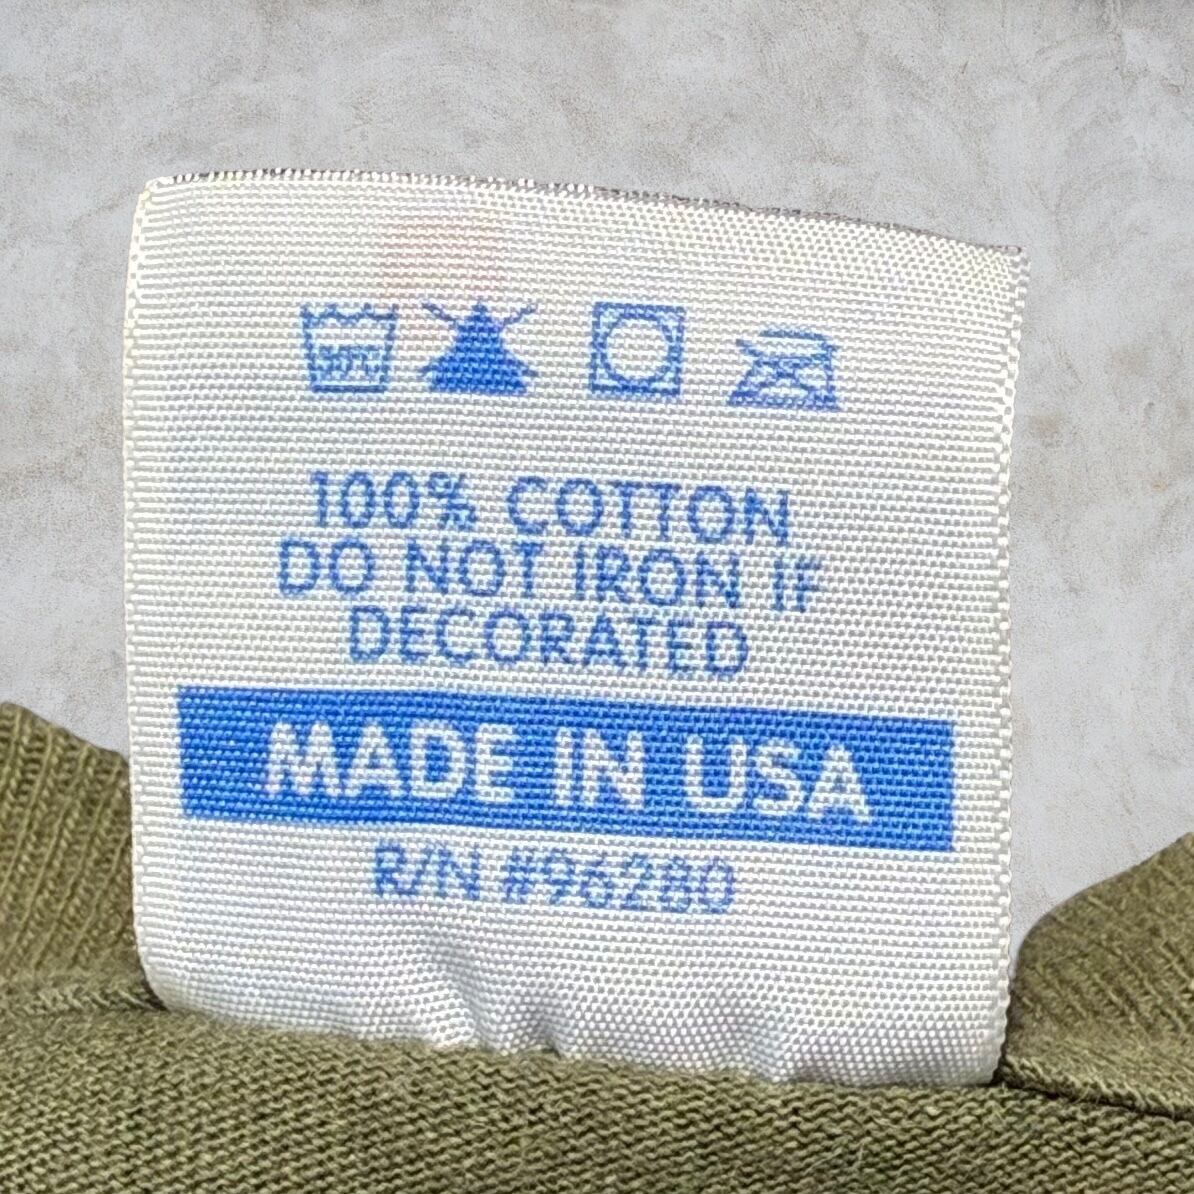 100% COTTON
DO NOT IRON IF
DECORATED
MADE IN USA
R/N #96280